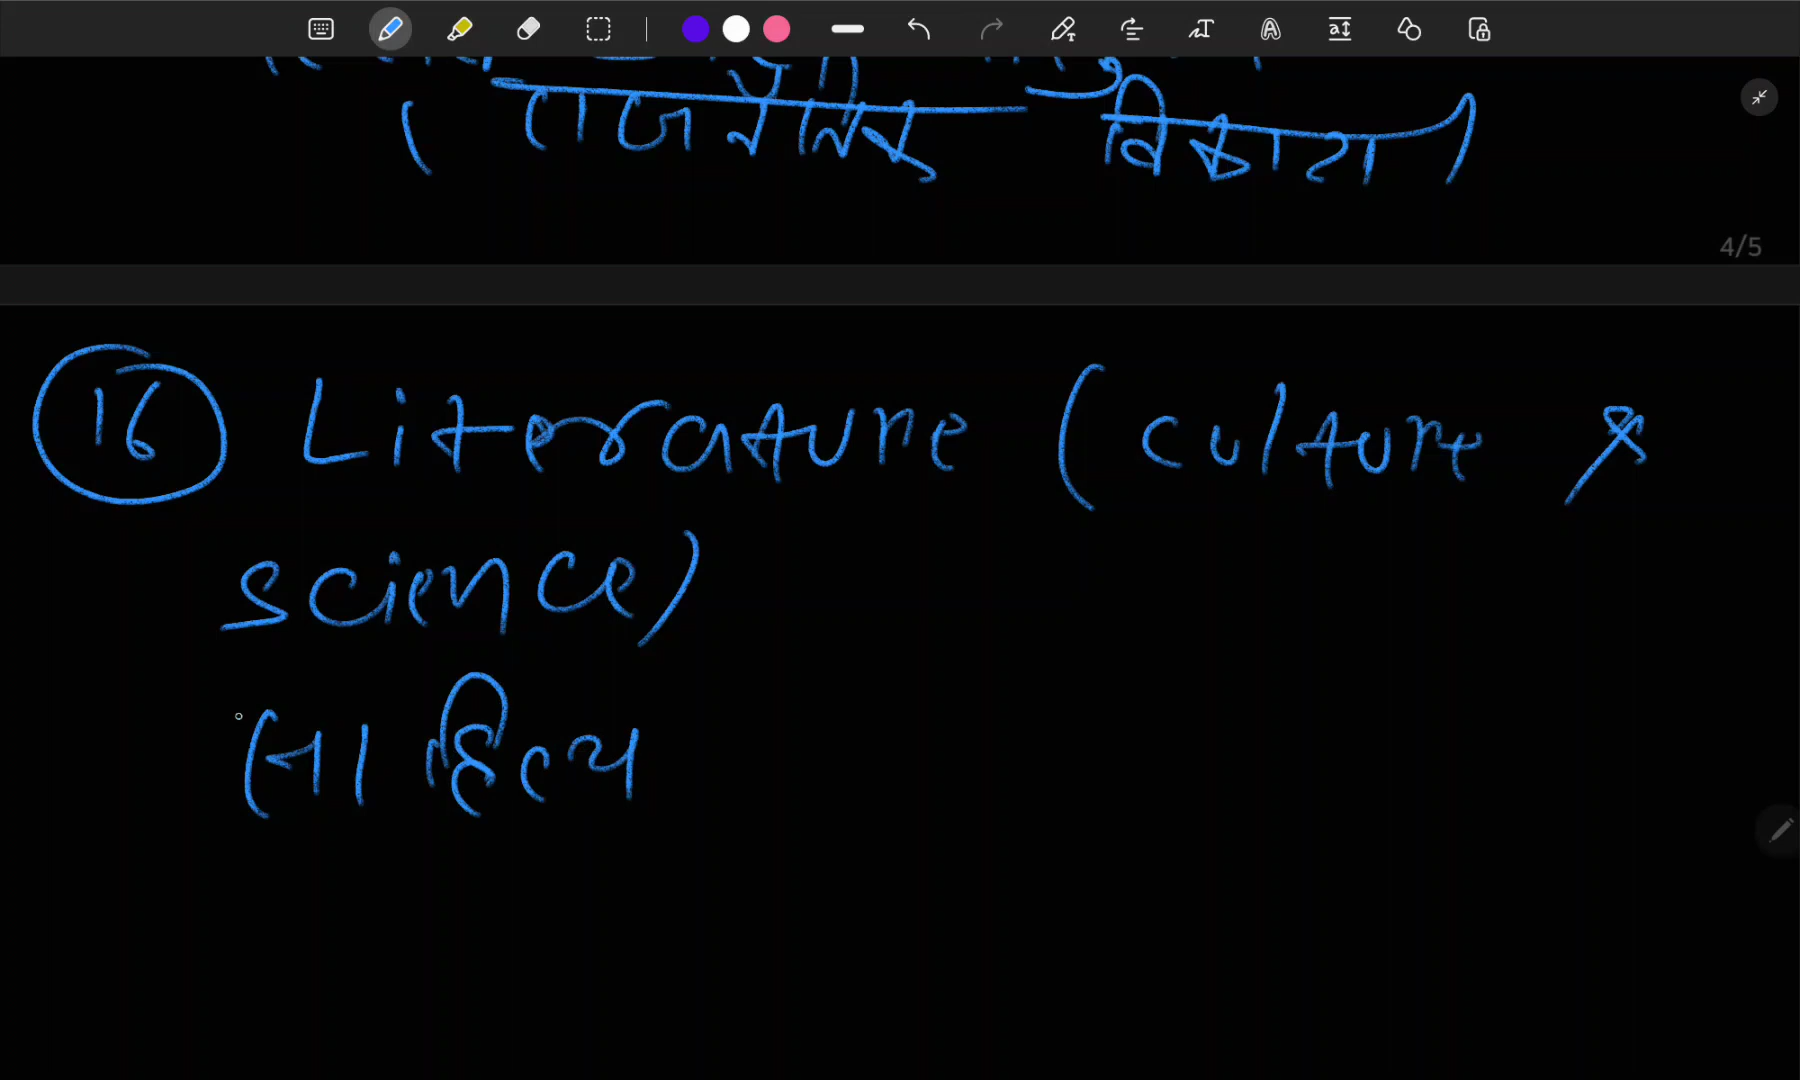 ( राजनैतिक विकास )
4/5
16 Literature (culture &
science)
साहित्य